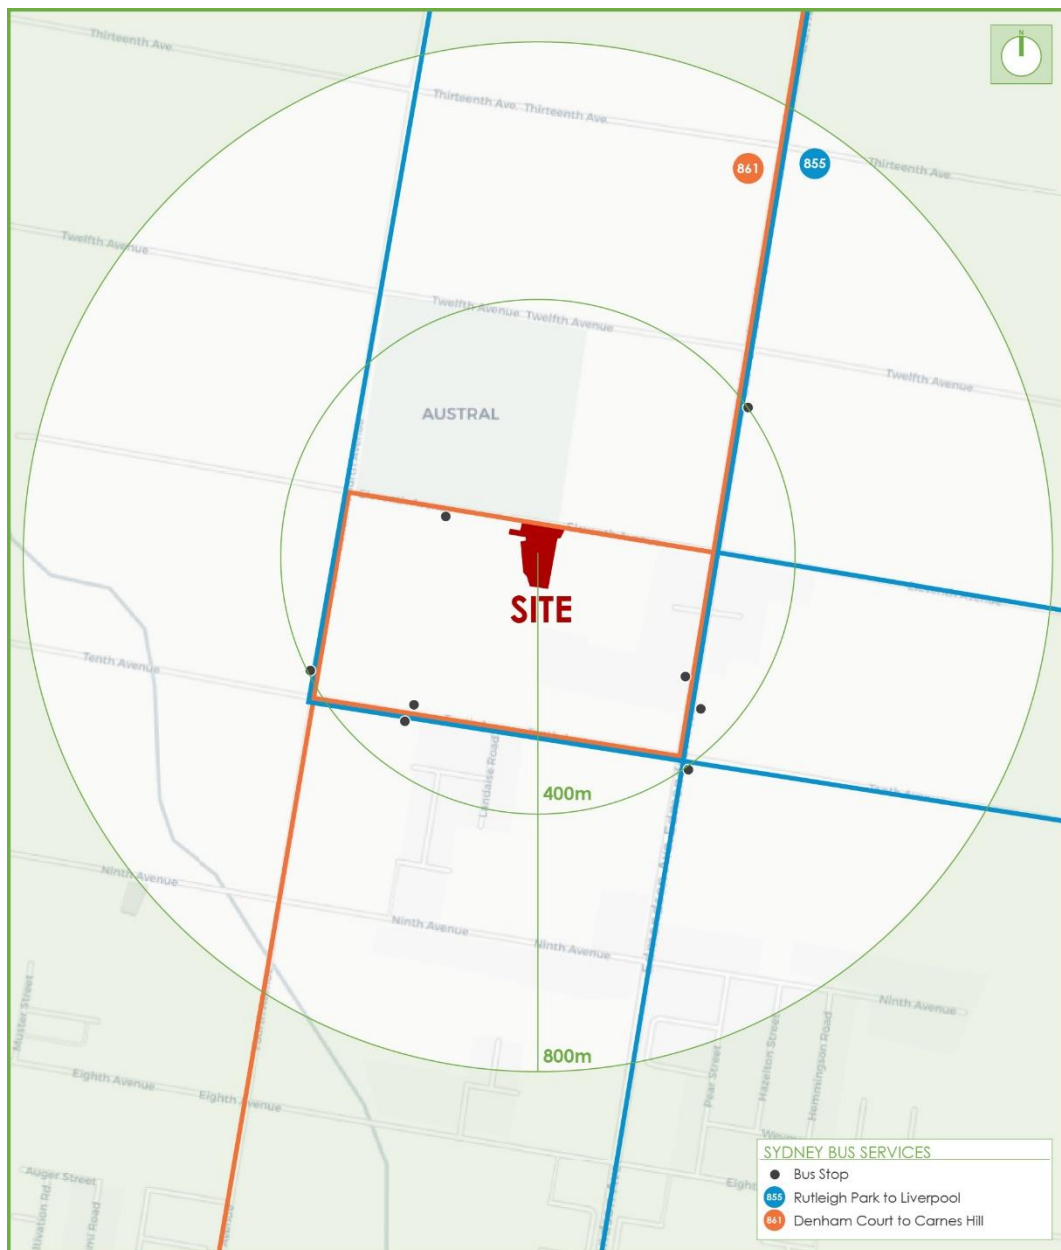 N
Thirteenth Ave.
Thirteenth Ave. Thirteenth Ave.
Thirteenth Ave.
861
855
Twelfth Avenue
Twelfth Avenue Twelfth Avenue
Twelfth Avenue
AUSTRAL
Eleventh Avenue
SITE
Tenth Avenue
Landaise Road
400m
Ninth Avenue
Ninth Avenue
Ninth Avenue
Ninth Avenue
Muster Street
800m
Eighth Avenue
Eighth Avenue
Pear Street
Hazelton Street
Hemmingson Road
Auger Street
SYDNEY BUS SERVICES
Bus Stop
855 Rutleigh Park to Liverpool
861 Denham Court to Carnes Hill